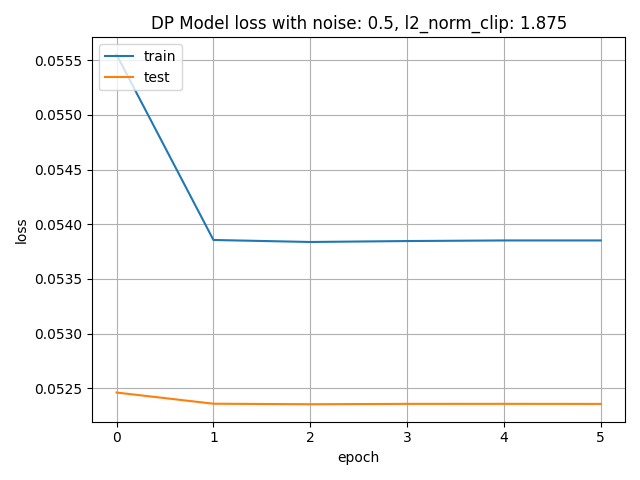 DP Model loss with noise: 0.5, l2_norm_clip: 1.875
train
test
0.0555
0.0550
0.0545
0.0540
0.0535
0.0530
0.0525
loss
0 1 2 3 4 5
epoch